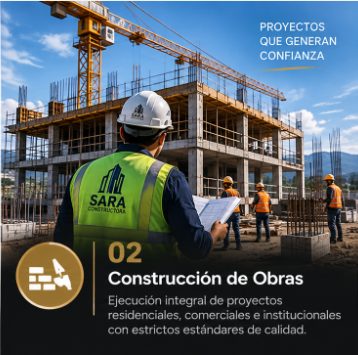 PROYECTOS
QUE GENERAN
CONFIANZA
SARA
CONSTRUCTORA
02
Construcción de Obras
Ejecución integral de proyectos
residenciales, comerciales e institucionales
con estrictos estándares de calidad.